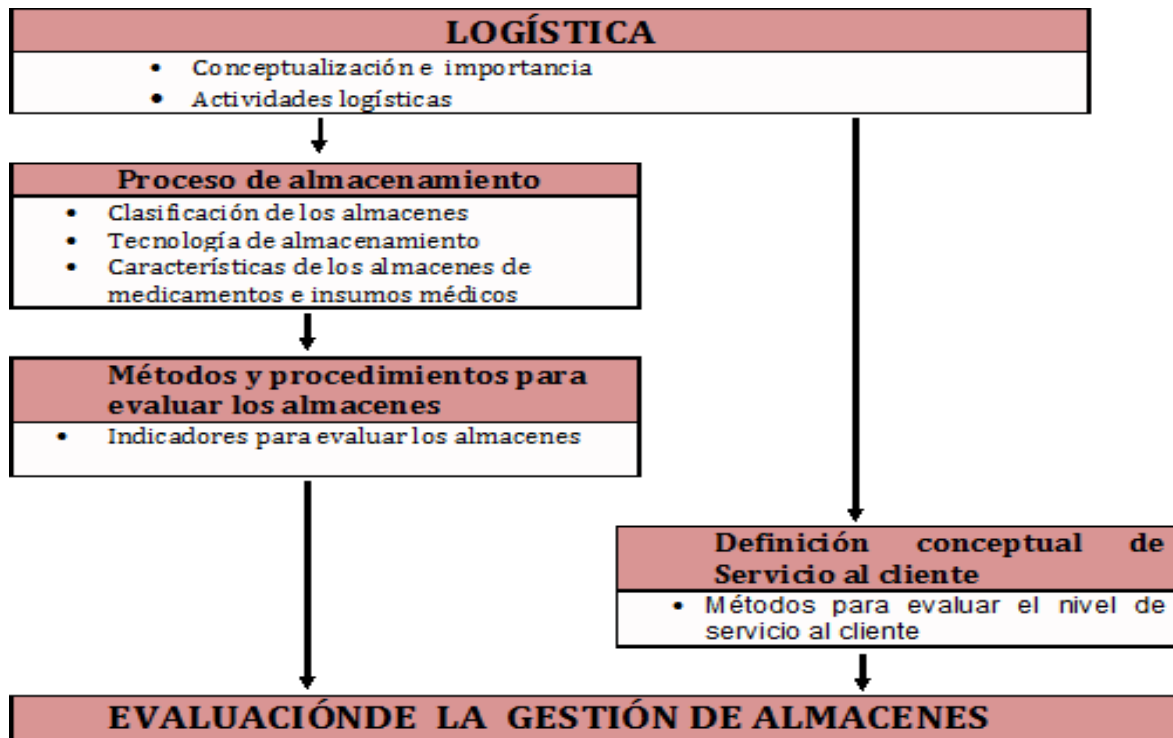 LOGÍSTICA
• Conceptualización e importancia
• Actividades logísticas
Proceso de almacenamiento
• Clasificación de los almacenes
• Tecnología de almacenamiento
• Características de los almacenes de
medicamentos e insumos médicos
Métodos y procedimientos para
evaluar los almacenes
• Indicadores para evaluar los almacenes
Definición conceptual de
Servicio al cliente
• Métodos para evaluar el nivel de
servicio al cliente
EVALUACIÓNDE LA GESTIÓN DE ALMACENES